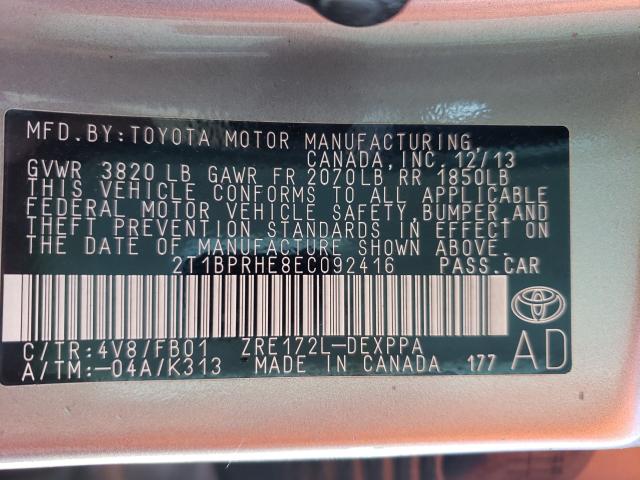 MFD.BY:TOYOTA MOTOR MANUFACTURING,
CANADA,INC.12/13
GVWR 3820 LB GAWR FR 2070LB RR 1850LB
THIS VEHICLE CONFORMS TO ALL APPLICABLE
FEDERAL MOTOR VEHICLE SAFETY,BUMPER,AND
THEFT PREVENTION STANDARDS IN EFFECT ON
THE DATE OF MANUFACTURE SHOWN ABOVE.
2T1BPRHE8EC092416 PASS.CAR
C/TR:4V8/FB01 ZRE172L-DEXPPA
A/TM:-04A/K313 MADE IN CANADA 177
AD